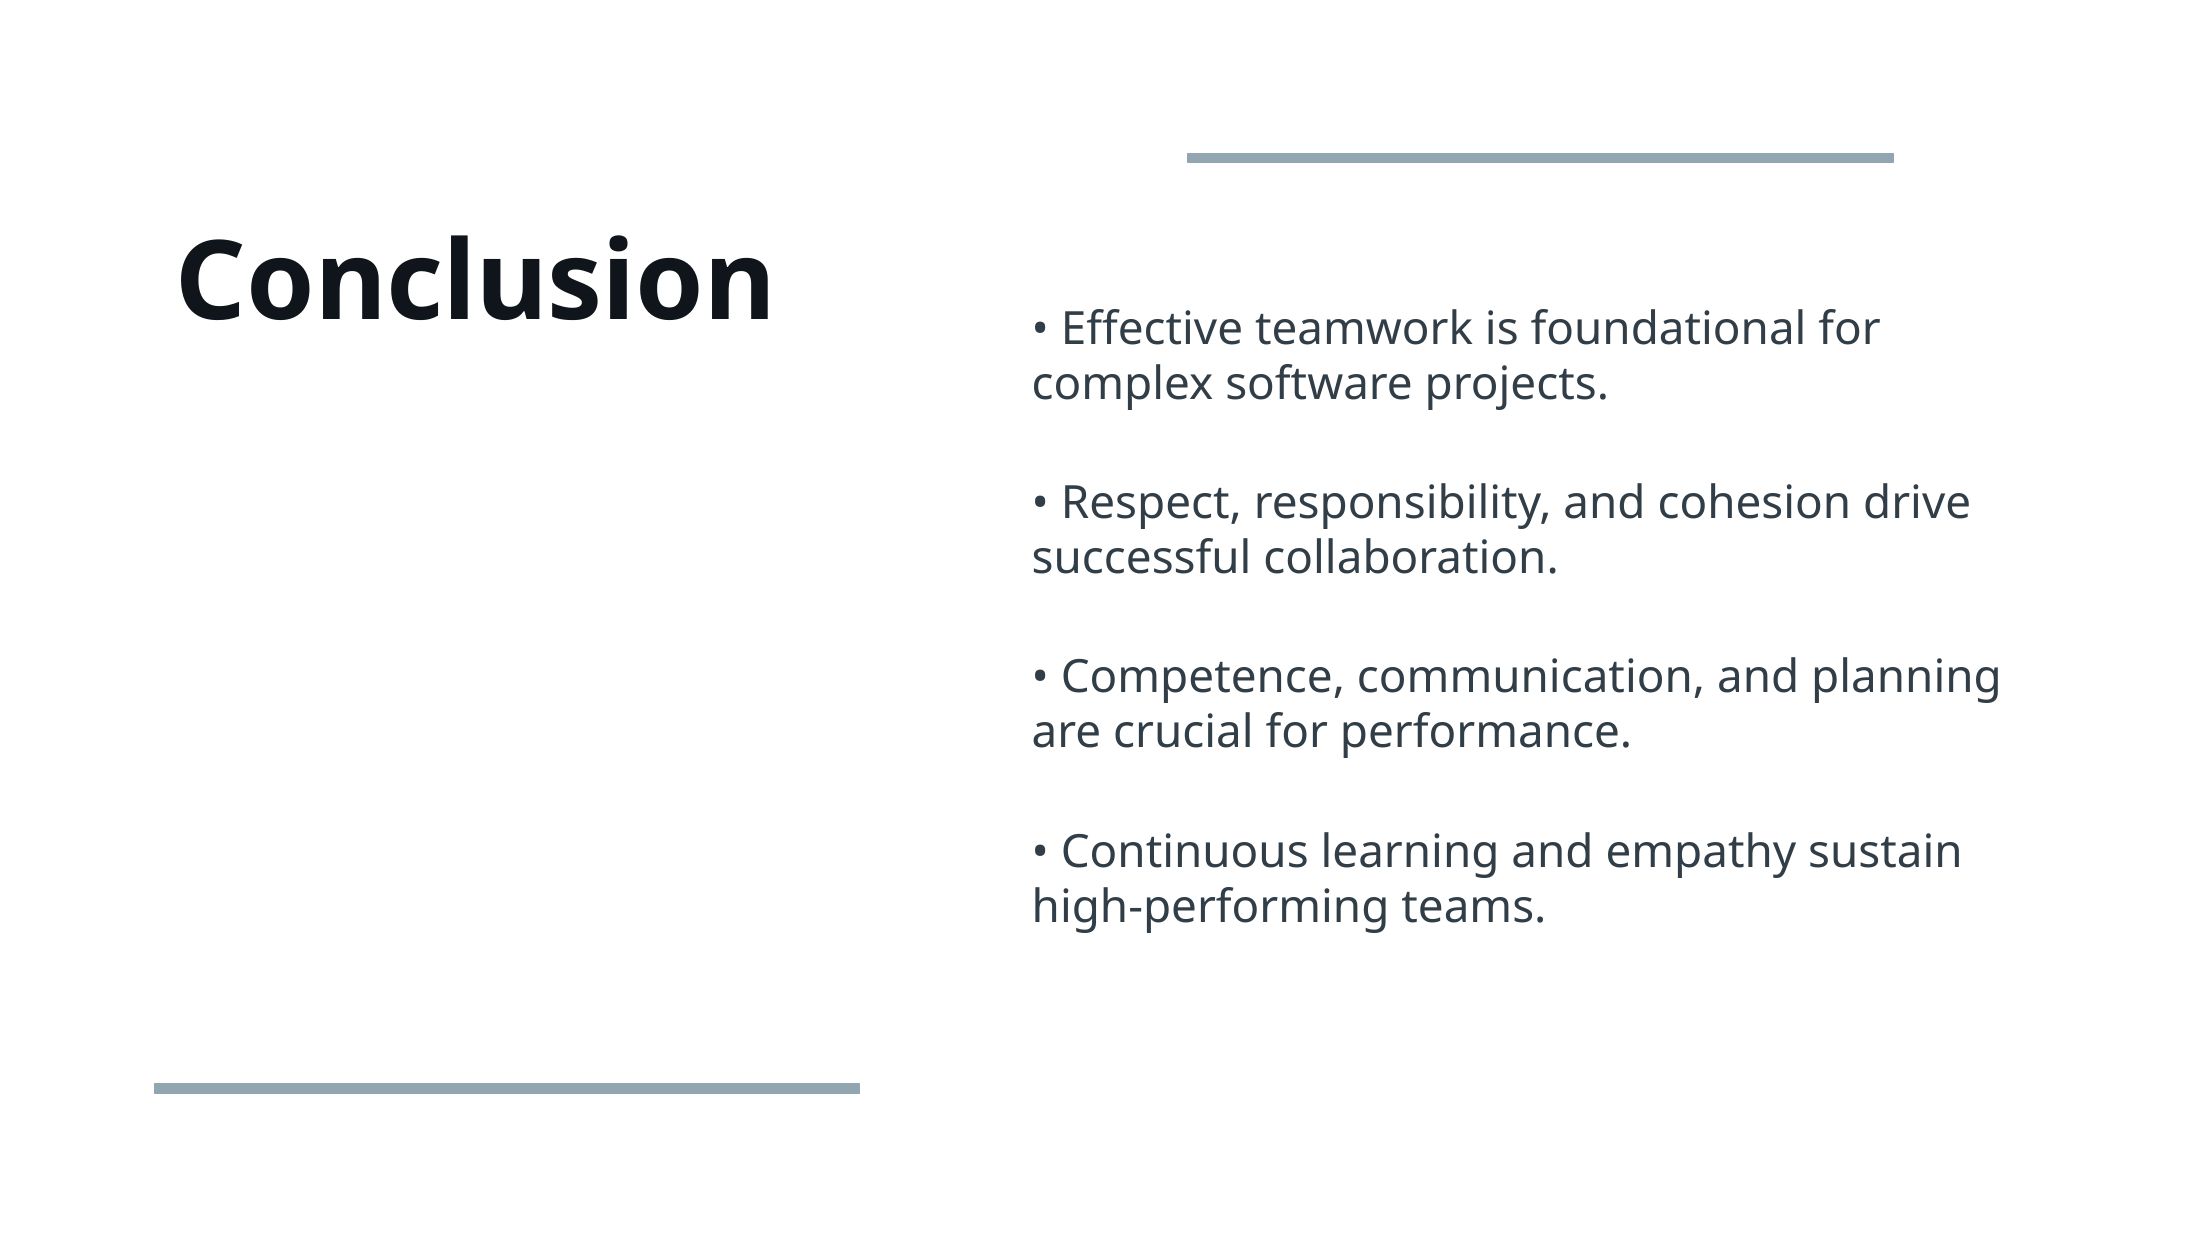 Conclusion
• Effective teamwork is foundational for
complex software projects.
• Respect, responsibility, and cohesion drive
successful collaboration.
• Competence, communication, and planning
are crucial for performance.
• Continuous learning and empathy sustain
high-performing teams.